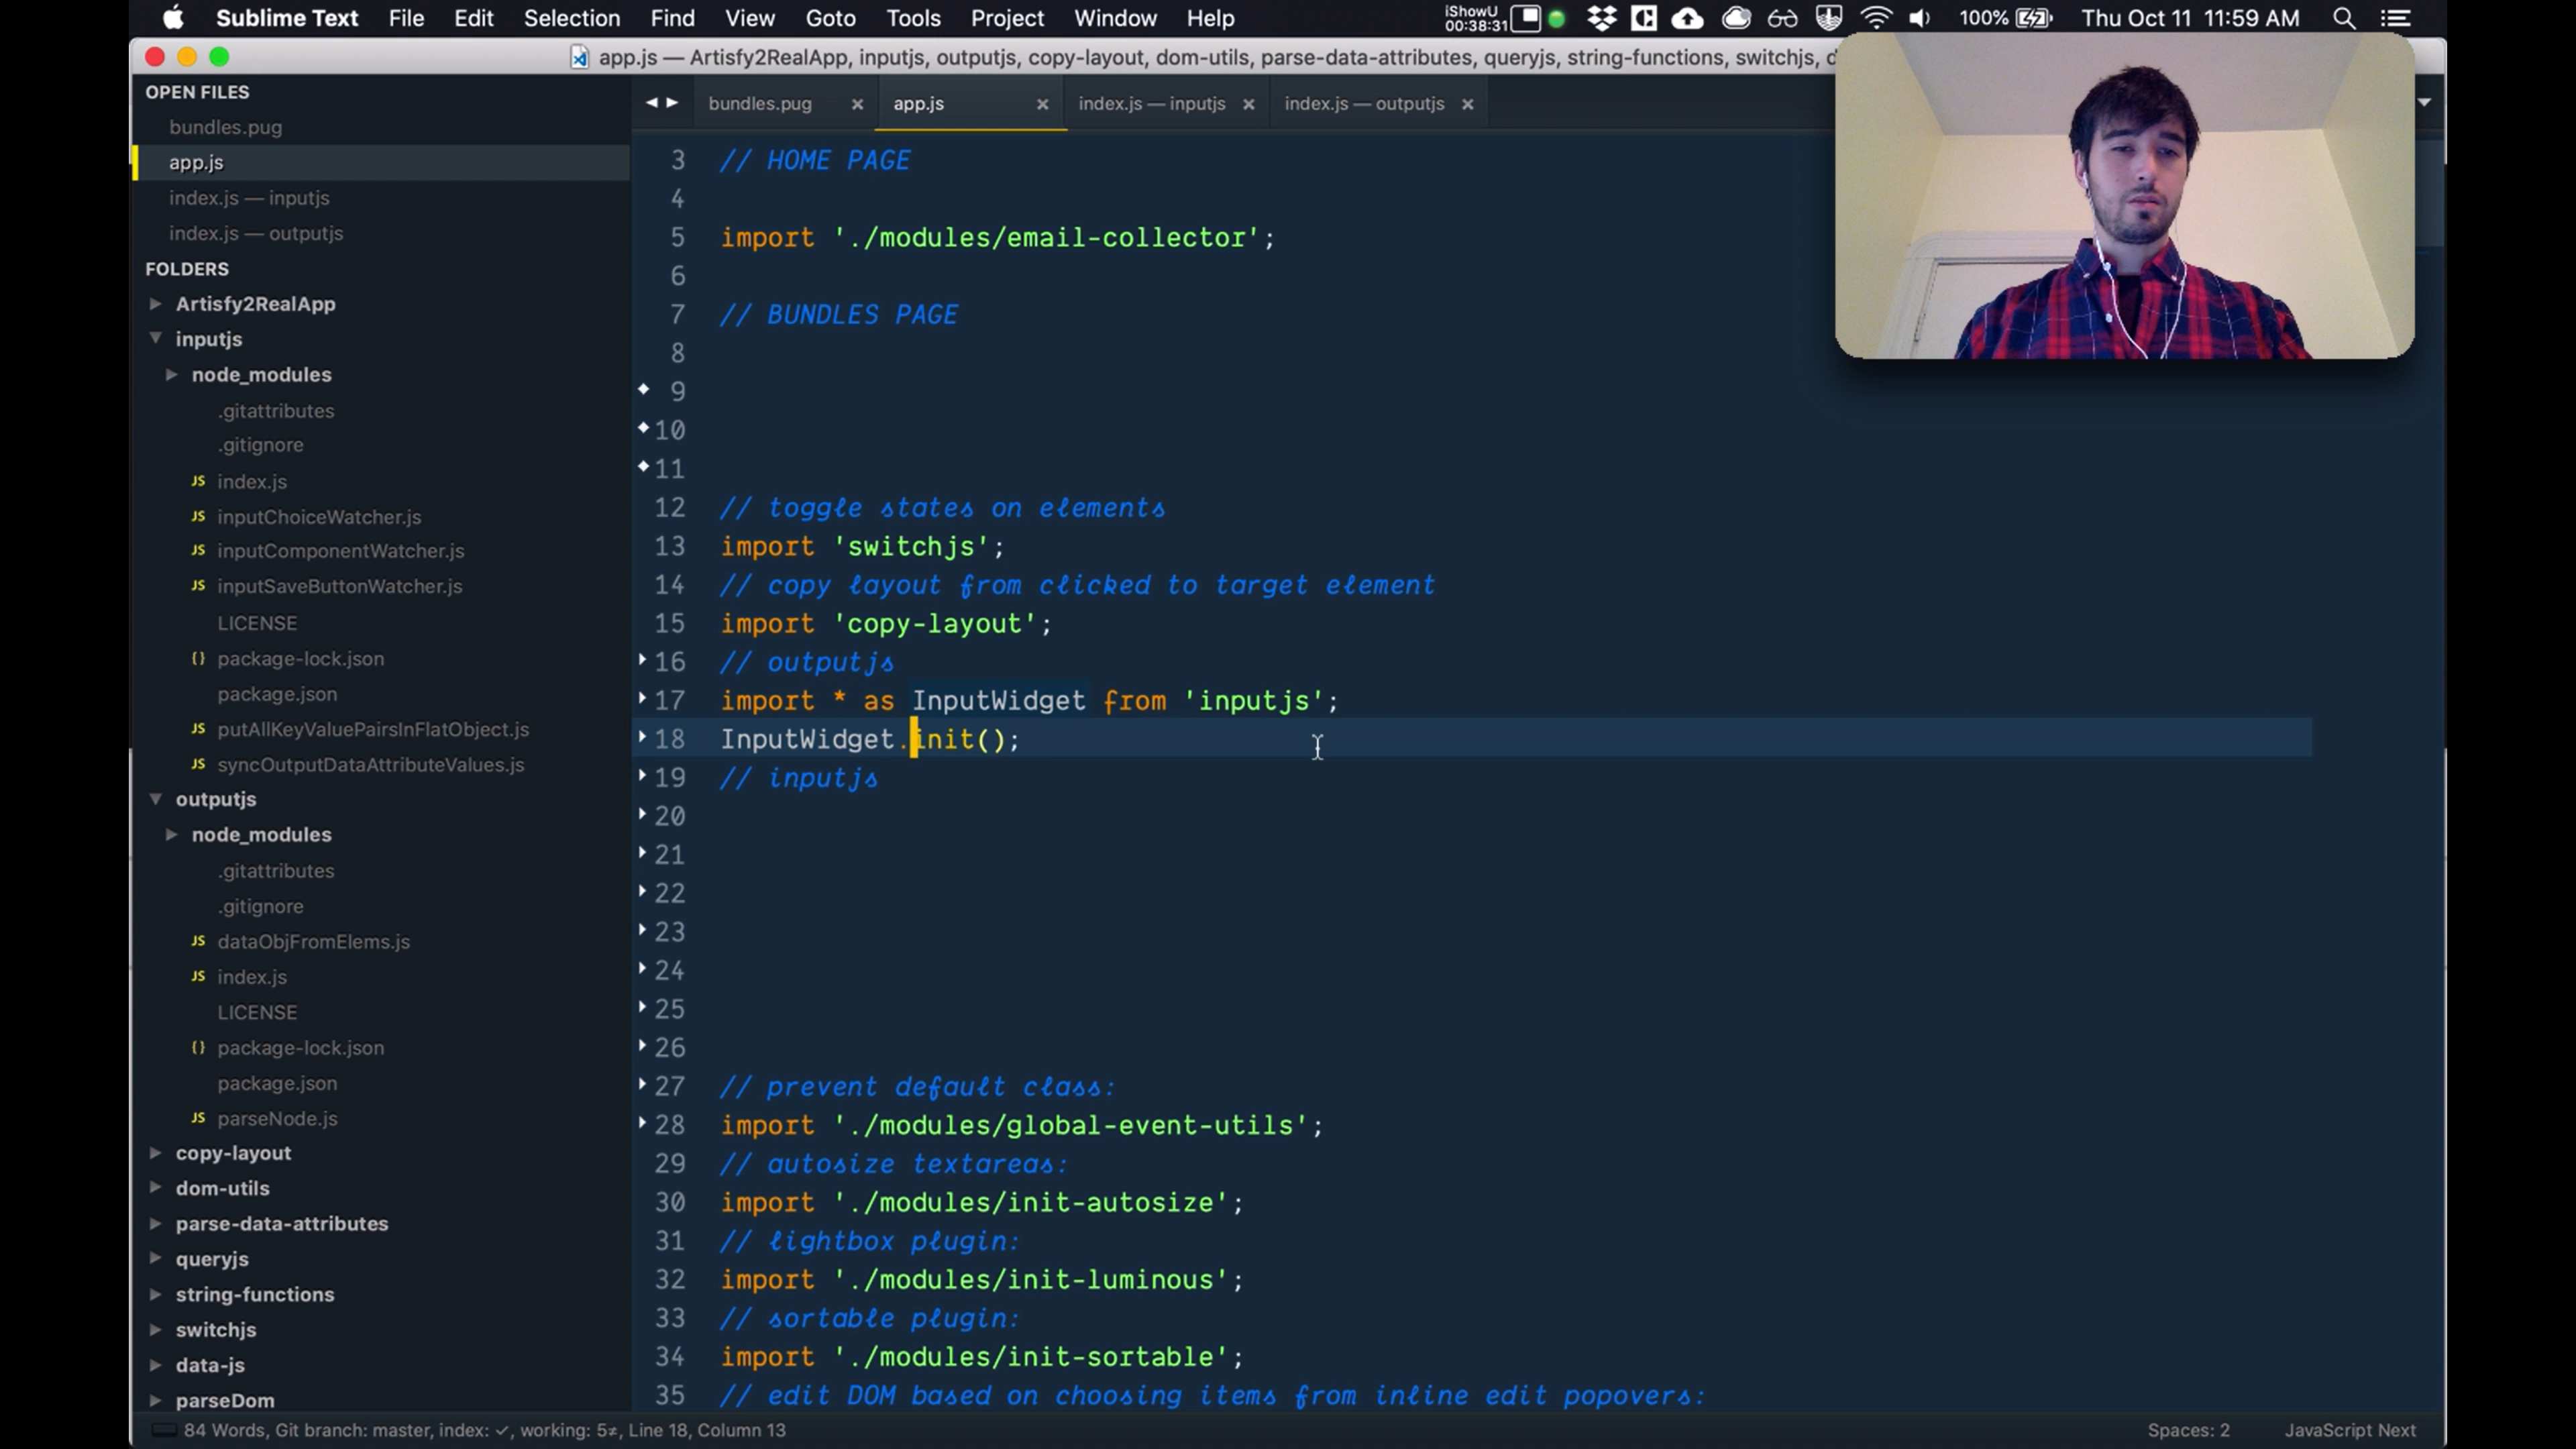 Sublime Text File Edit Selection Find View Goto Tools Project Window Help iShowU 00:38:31 100% Thu Oct 11 11:59 AM
app.js — Artisfy2RealApp, inputjs, outputjs, copy-layout, dom-utils, parse-data-attributes, queryjs, string-functions, switchjs,
OPEN FILES
bundles.pug
app.js
index.js — inputjs
index.js — outputjs
FOLDERS
Artisfy2RealApp
inputjs
node_modules
.gitattributes
.gitignore
JS index.js
JS inputChoiceWatcher.js
JS inputComponentWatcher.js
JS inputSaveButtonWatcher.js
LICENSE
{} package-lock.json
package.json
JS putAllKeyValuePairsInFlatObject.js
JS syncOutputDataAttributeValues.js
outputjs
node_modules
.gitattributes
.gitignore
JS dataObjFromElems.js
JS index.js
LICENSE
{} package-lock.json
package.json
JS parseNode.js
copy-layout
dom-utils
parse-data-attributes
queryjs
string-functions
switchjs
data-js
parseDom
bundles.pug × app.js × index.js — inputjs × index.js — outputjs ×
3 // HOME PAGE
4
5 import './modules/email-collector';
6
7 // BUNDLES PAGE
8
9
10
11
12 // toggle states on elements
13 import 'switchjs';
14 // copy layout from clicked to target element
15 import 'copy-layout';
16 // outputjs
17 import * as InputWidget from 'inputjs';
18 InputWidget.init();
19 // inputjs
20
21
22
23
24
25
26
27 // prevent default class:
28 import './modules/global-event-utils';
29 // autosize textareas:
30 import './modules/init-autosize';
31 // lightbox plugin:
32 import './modules/init-luminous';
33 // sortable plugin:
34 import './modules/init-sortable';
35 // edit DOM based on choosing items from inline edit popovers:
84 Words, Git branch: master, index: ✓, working: 5≠, Line 18, Column 13 Spaces: 2 JavaScript Next